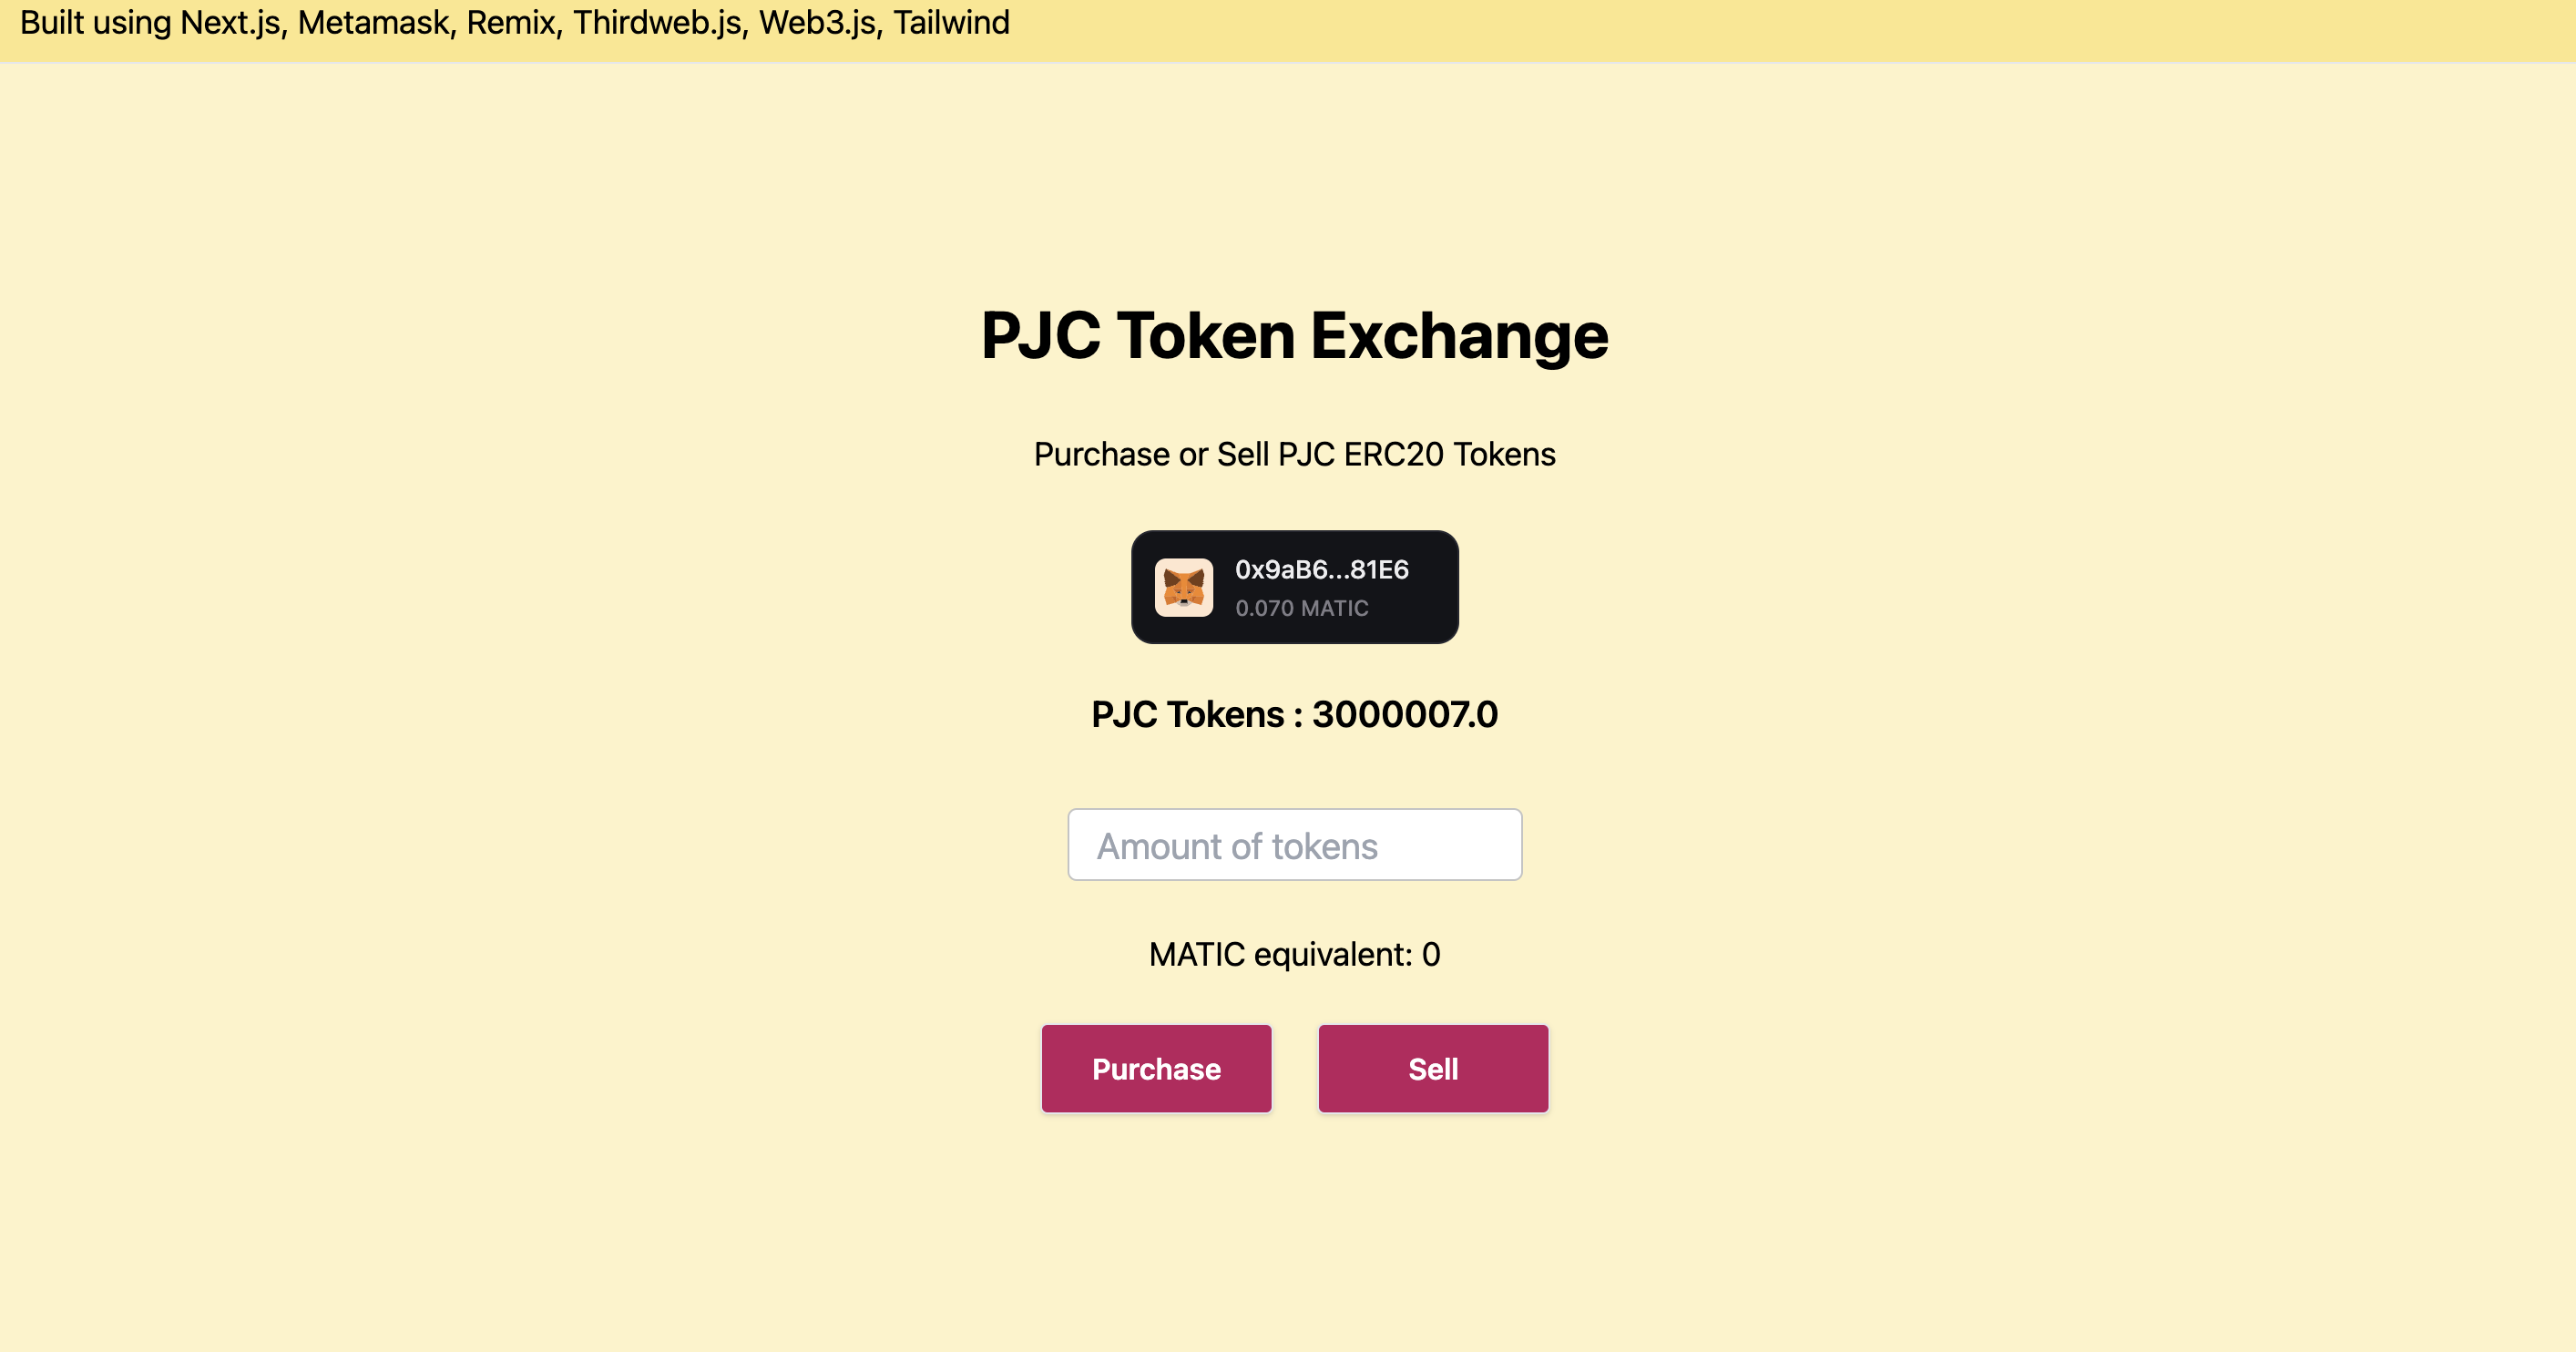 Built using Next.js, Metamask, Remix, Thirdweb.js, Web3.js, Tailwind
PJC Token Exchange
Purchase or Sell PJC ERC20 Tokens
0x9aB6...81E6
0.070 MATIC
PJC Tokens : 3000007.0
Amount of tokens
MATIC equivalent: 0
Purchase
Sell